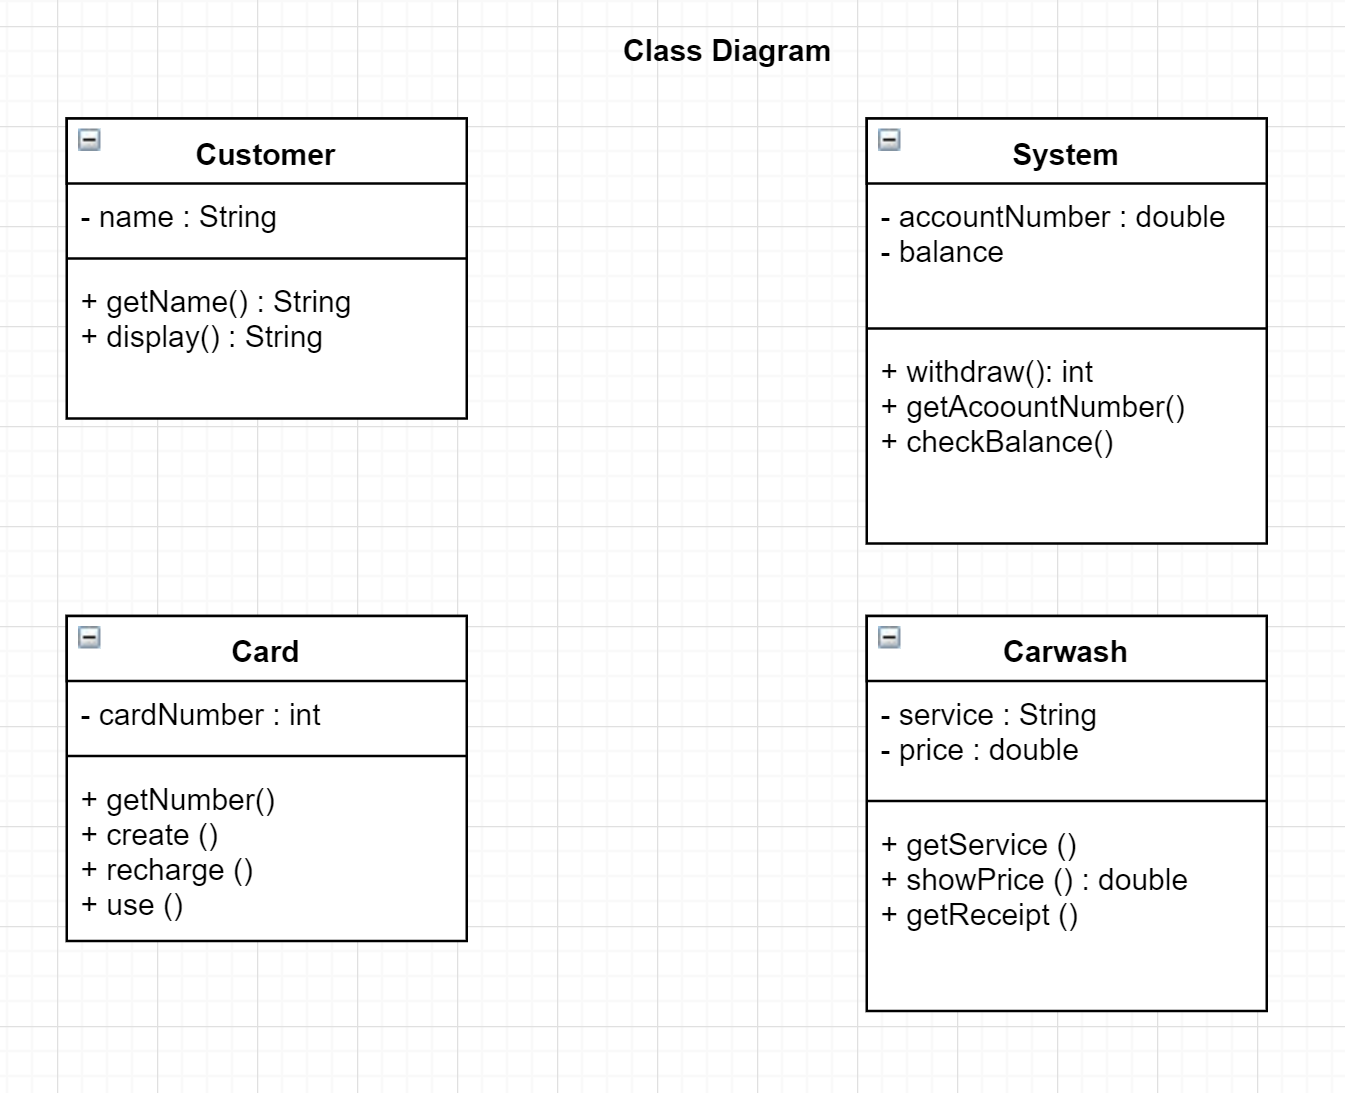 Class Diagram
Customer
- name : String
+ getName() : String
+ display() : String
System
- accountNumber : double
- balance
+ withdraw(): int
+ getAcoountNumber()
+ checkBalance()
Card
- cardNumber : int
+ getNumber()
+ create ()
+ recharge ()
+ use ()
Carwash
- service : String
- price : double
+ getService ()
+ showPrice () : double
+ getReceipt ()